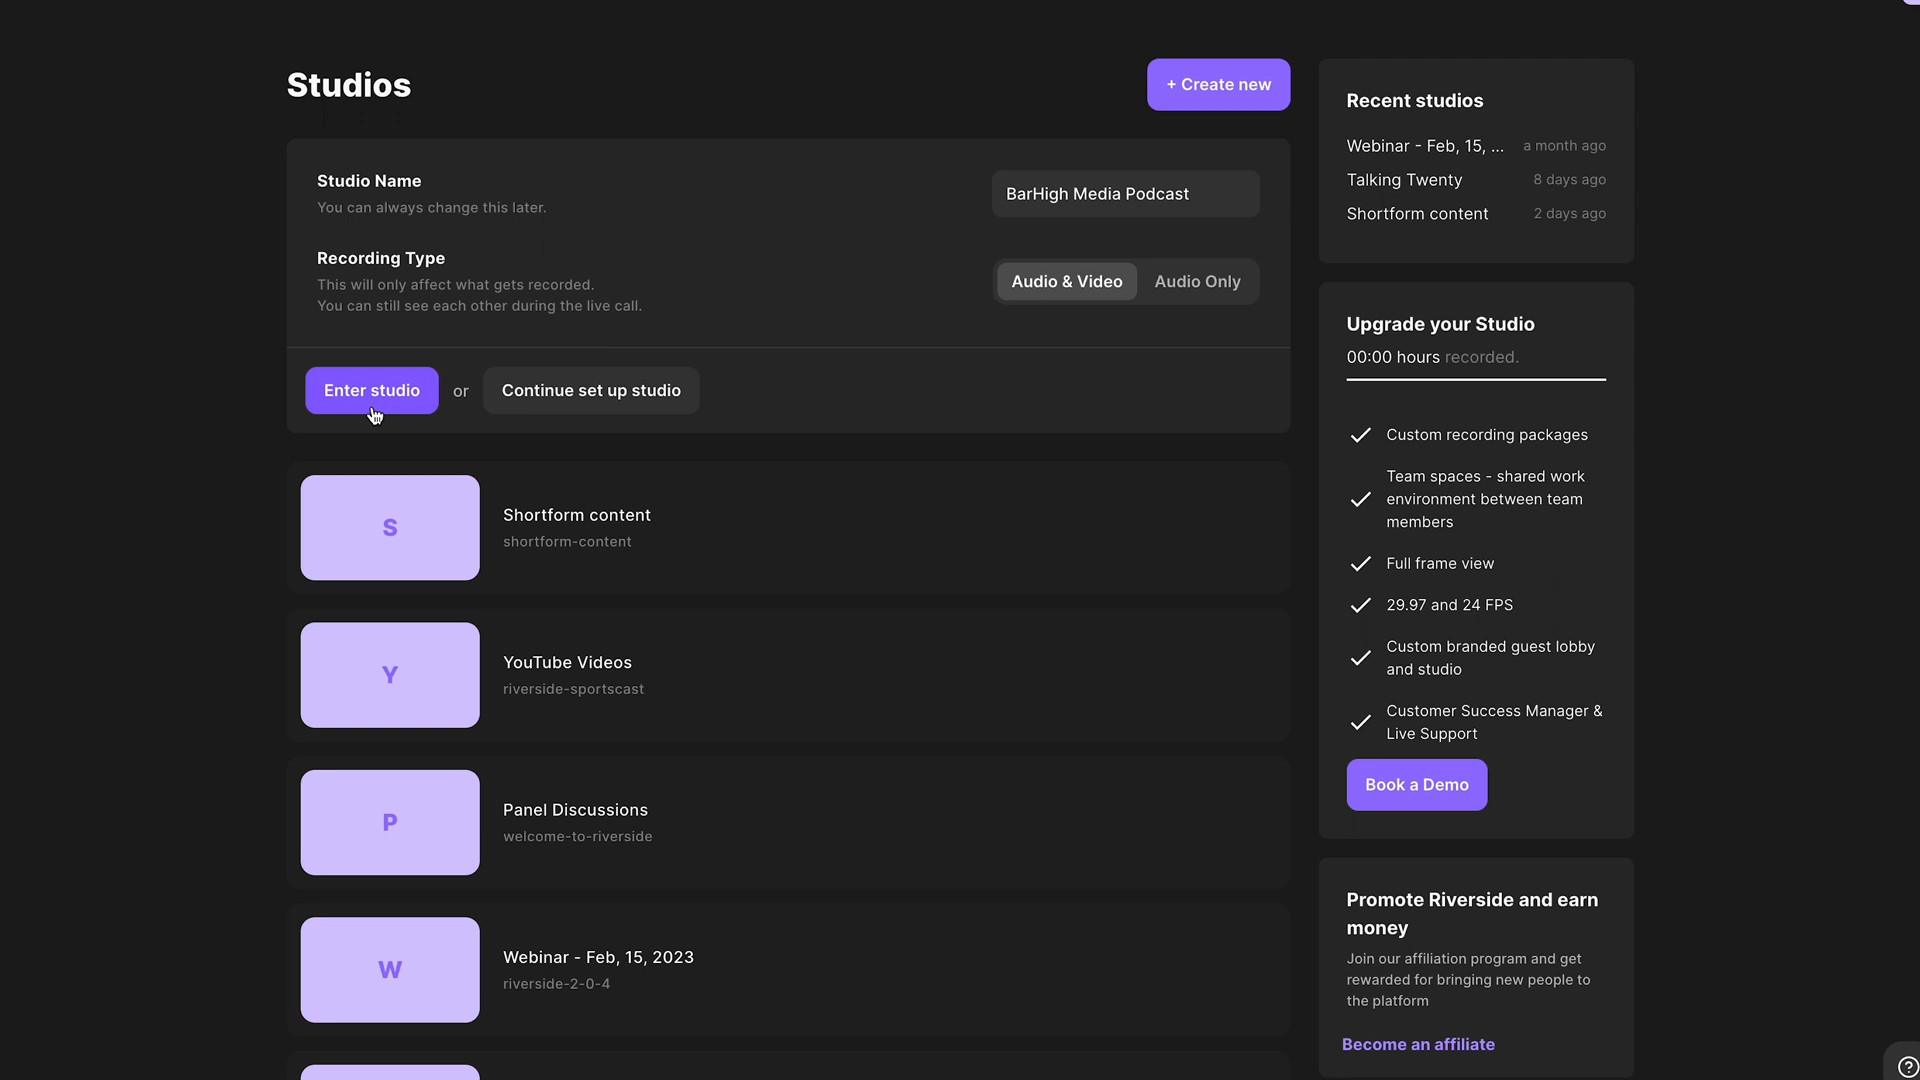 Studios
+ Create new
Studio Name
You can always change this later.
BarHigh Media Podcast
Recording Type
This will only affect what gets recorded.
You can still see each other during the live call.
Audio & Video
Audio Only
Enter studio
or
Continue set up studio
S
Shortform content
shortform-content
Y
YouTube Videos
riverside-sportscast
P
Panel Discussions
welcome-to-riverside
W
Webinar - Feb, 15, 2023
riverside-2-0-4
Recent studios
Webinar - Feb, 15, ... a month ago
Talking Twenty 8 days ago
Shortform content 2 days ago
Upgrade your Studio
00:00 hours recorded.
Custom recording packages
Team spaces - shared work
environment between team
members
Full frame view
29.97 and 24 FPS
Custom branded guest lobby
and studio
Customer Success Manager &
Live Support
Book a Demo
Promote Riverside and earn
money
Join our affiliation program and get
rewarded for bringing new people to
the platform
Become an affiliate
?